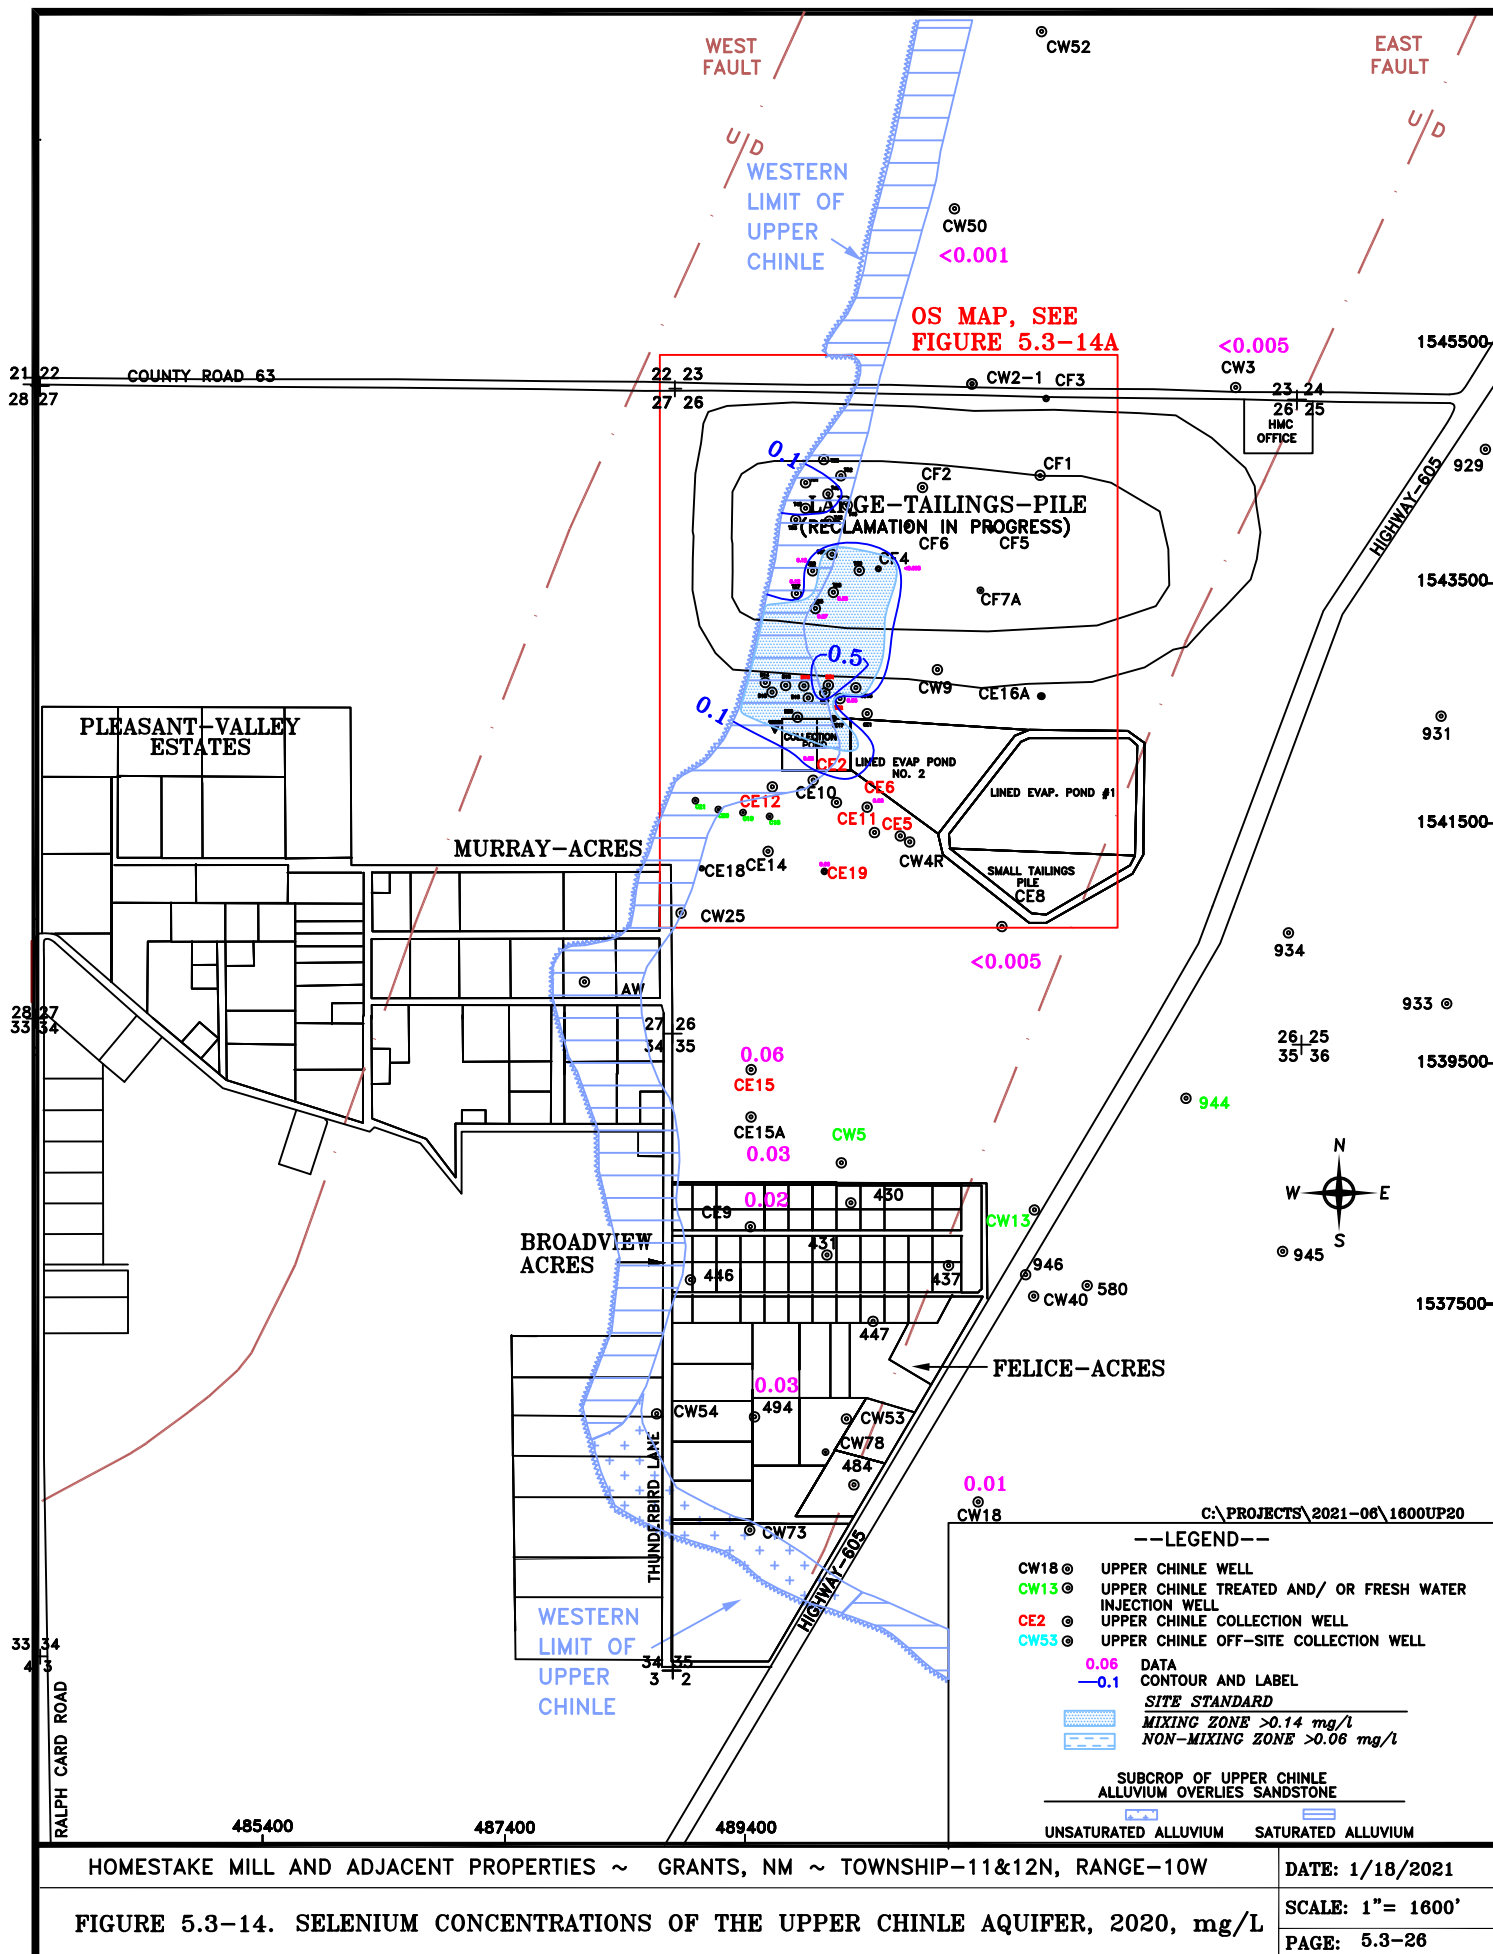 CW52
WEST
FAULT
EAST
FAULT
U/D
U/D
WESTERN
LIMIT OF
UPPER
CHINLE
CW50
<0.001
OS MAP, SEE
FIGURE 5.3-14A
<0.005
1545500
CW3
21 22
28 27
COUNTY ROAD 63
22 23
27 26
CW2-1
CF3
23 24
26 25
HMC
OFFICE
929
0.1
CF2
CF1
LARGE-TAILINGS-PILE
(RECLAMATION IN PROGRESS)
CF6
CF5
HIGHWAY-605
CF4
CF7A
1543500
0.5
CW9
CE16A
0.1
931
PLEASANT-VALLEY
ESTATES
COLLECTION
POND
CE2
LINED EVAP POND
NO. 2
LINED EVAP. POND #1
CE10
CE6
CE12
CE11
CE5
1541500
MURRAY-ACRES
CE14
CW4R
CE18
CE19
SMALL TAILINGS
PILE
CE8
CW25
934
<0.005
AW
933
28 27
33 34
27 26
34 35
26 25
35 36
0.06
CE15
1539500
944
CE15A
CW5
0.03
N
W E
S
0.02
430
CE9
CW13
BROADVIEW
ACRES
431
945
446
437
946
580
CW40
1537500
447
FELICE-ACRES
0.03
CW54
494
CW53
CW78
484
THUNDERBIRD LANE
0.01
CW18
CW73
HIGHWAY-605
C:\PROJECTS\2021-06\1600UP20
--LEGEND--
CW18 UPPER CHINLE WELL
CW13 UPPER CHINLE TREATED AND/ OR FRESH WATER
INJECTION WELL
CE2 UPPER CHINLE COLLECTION WELL
CW53 UPPER CHINLE OFF-SITE COLLECTION WELL
0.06 DATA
0.1 CONTOUR AND LABEL
SITE STANDARD
MIXING ZONE >0.14 mg/l
NON-MIXING ZONE >0.06 mg/l
SUBCROP OF UPPER CHINLE
ALLUVIUM OVERLIES SANDSTONE
UNSATURATED ALLUVIUM SATURATED ALLUVIUM
WESTERN
LIMIT OF
UPPER
CHINLE
33 34
4 3
34 35
3 2
RALPH CARD ROAD
485400
487400
489400
HOMESTAKE MILL AND ADJACENT PROPERTIES ~ GRANTS, NM ~ TOWNSHIP-11&12N, RANGE-10W
DATE: 1/18/2021
SCALE: 1"= 1600'
FIGURE 5.3-14. SELENIUM CONCENTRATIONS OF THE UPPER CHINLE AQUIFER, 2020, mg/L
PAGE: 5.3-26